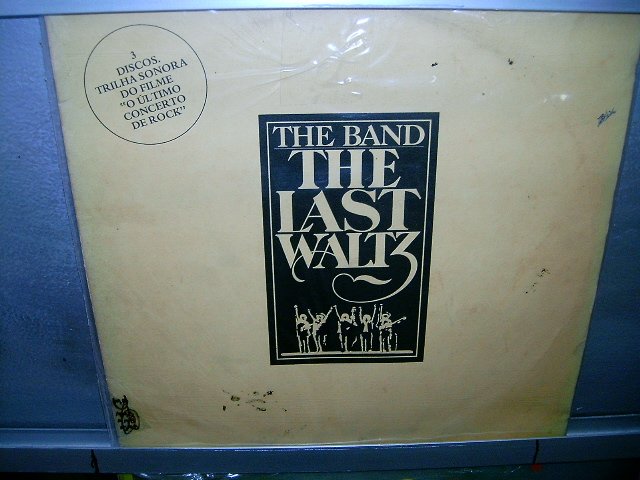 3
DISCOS.
TRILHA SONORA
DO FILME
"O ÚLTIMO
CONCERTO
DE ROCK"
THE BAND
THE
LAST
WALTZ